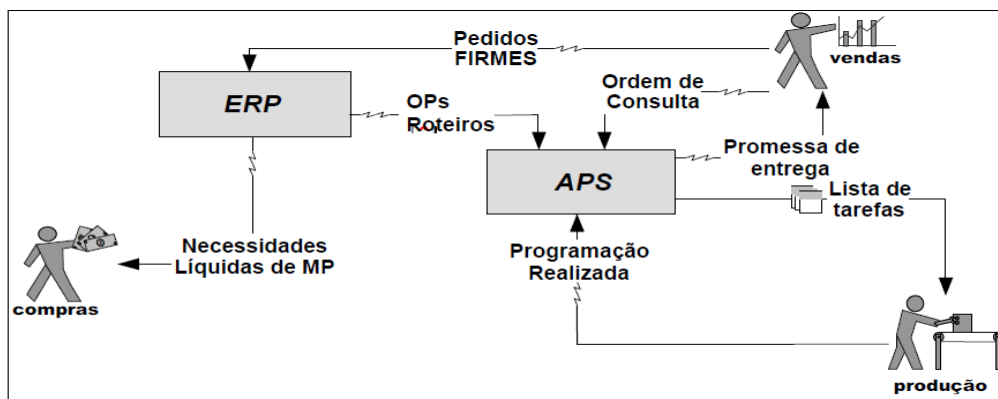 Pedidos
FIRMES
vendas
ERP
OPs
Roteiros
Ordem de
Consulta
Promessa de
entrega
APS
Lista de
tarefas
Necessidades
Líquidas de MP
Programação
Realizada
compras
produção